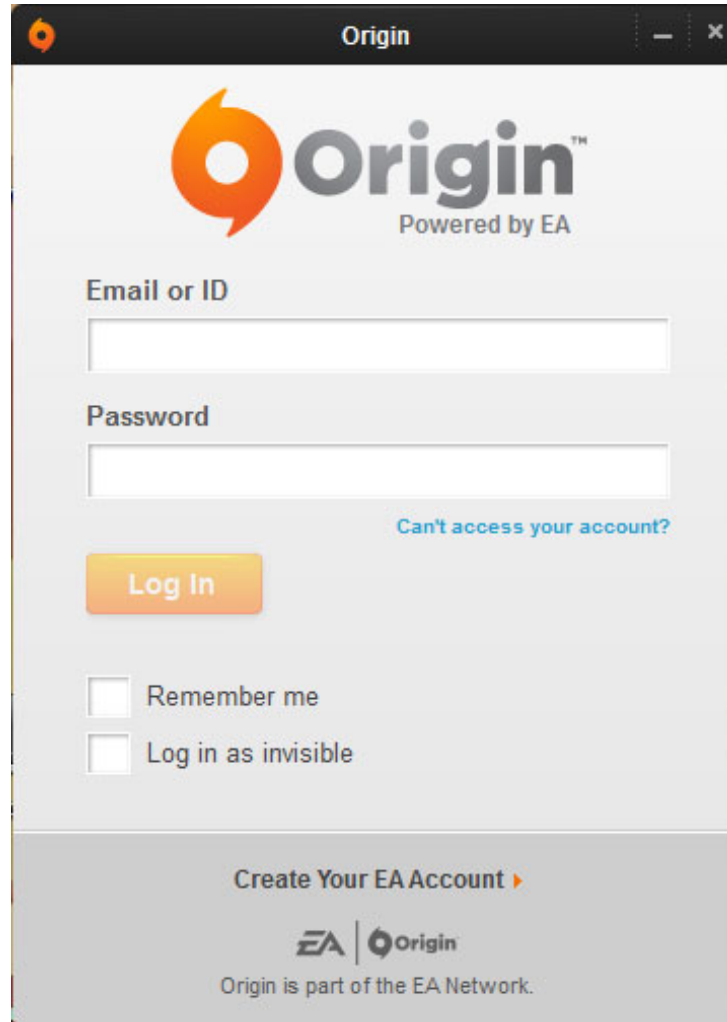 Origin
Origin™
Powered by EA
Email or ID
Password
Can't access your account?
Log In
Remember me
Log in as invisible
Create Your EA Account
EA Origin
Origin is part of the EA Network.